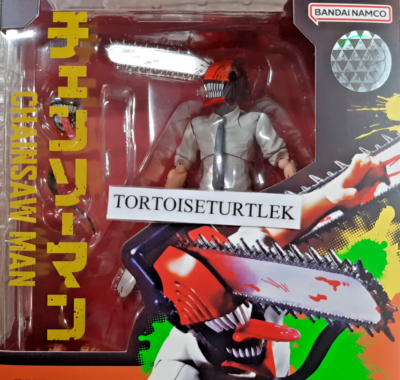 BANDAI NAMCO
チェンソーマン
CHAINSAW MAN
TORTOISETURTLEK